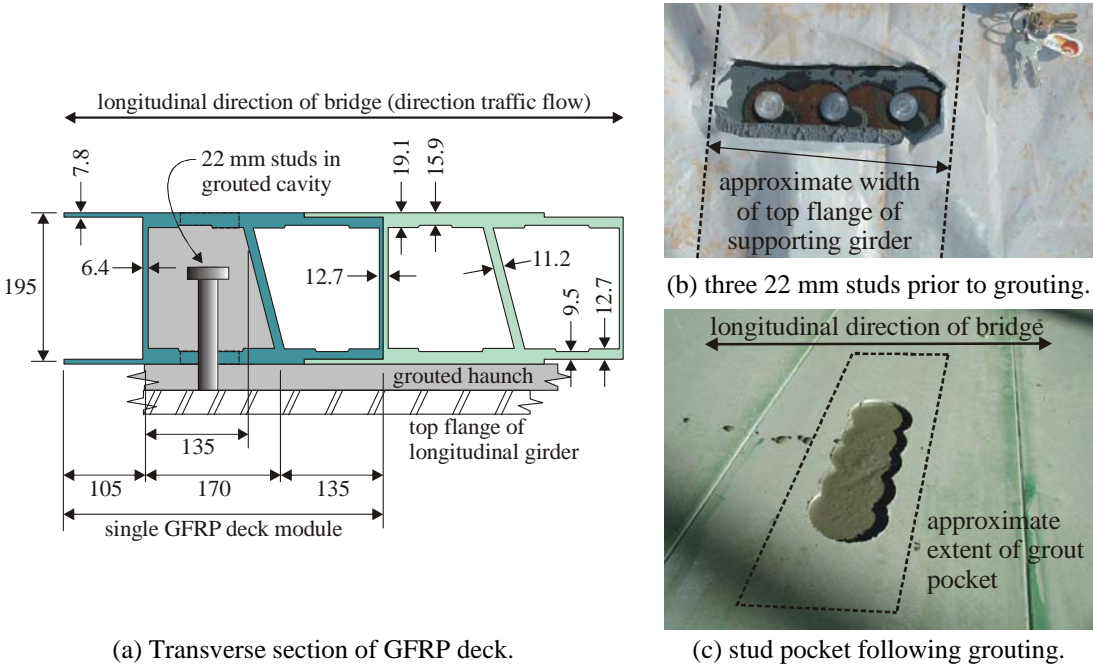 longitudinal direction of bridge (direction traffic flow)
7.8
22 mm studs in
grouted cavity
19.1
15.9
195
6.4
12.7
11.2
9.5
12.7
grouted haunch
135
top flange of
longitudinal girder
105
170
135
single GFRP deck module
(a) Transverse section of GFRP deck.
approximate width
of top flange of
supporting girder
(b) three 22 mm studs prior to grouting.
longitudinal direction of bridge
approximate
extent of grout
pocket
(c) stud pocket following grouting.